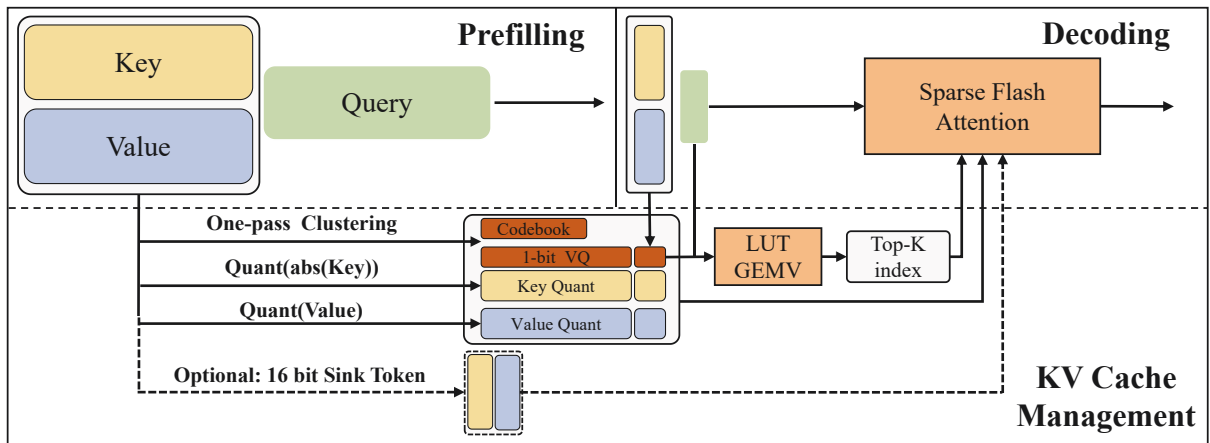 Prefilling
Key
Value
Query
Decoding
Sparse Flash
Attention
One-pass Clustering
Quant(abs(Key))
Quant(Value)
Optional: 16 bit Sink Token
Codebook
1-bit VQ
Key Quant
Value Quant
LUT
GEMV
Top-K
index
KV Cache
Management